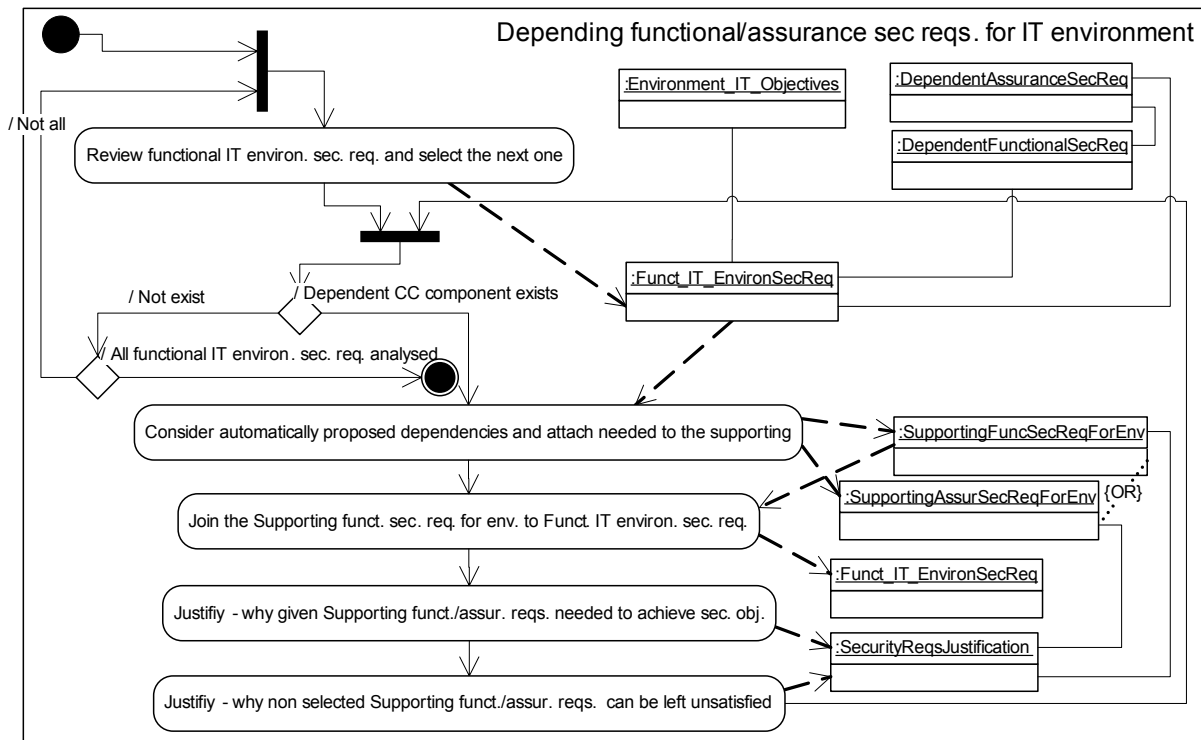 Depending functional/assurance sec reqs. for IT environment
:Environment_IT_Objectives
:DependentAssuranceSecReq
/ Not all
:DependentFunctionalSecReq
Review functional IT environ. sec. req. and select the next one
:Funct_IT_EnvironSecReq
/ Not exist
/ Dependent CC component exists
/ All functional IT environ. sec. req. analysed
Consider automatically proposed dependencies and attach needed to the supporting
:SupportingFuncSecReqForEnv
:SupportingAssurSecReqForEnv
{OR}
Join the Supporting funct. sec. req. for env. to Funct. IT environ. sec. req.
:Funct_IT_EnvironSecReq
Justifiy - why given Supporting funct./assur. reqs. needed to achieve sec. obj.
:SecurityReqsJustification
Justifiy - why non selected Supporting funct./assur. reqs. can be left unsatisfied